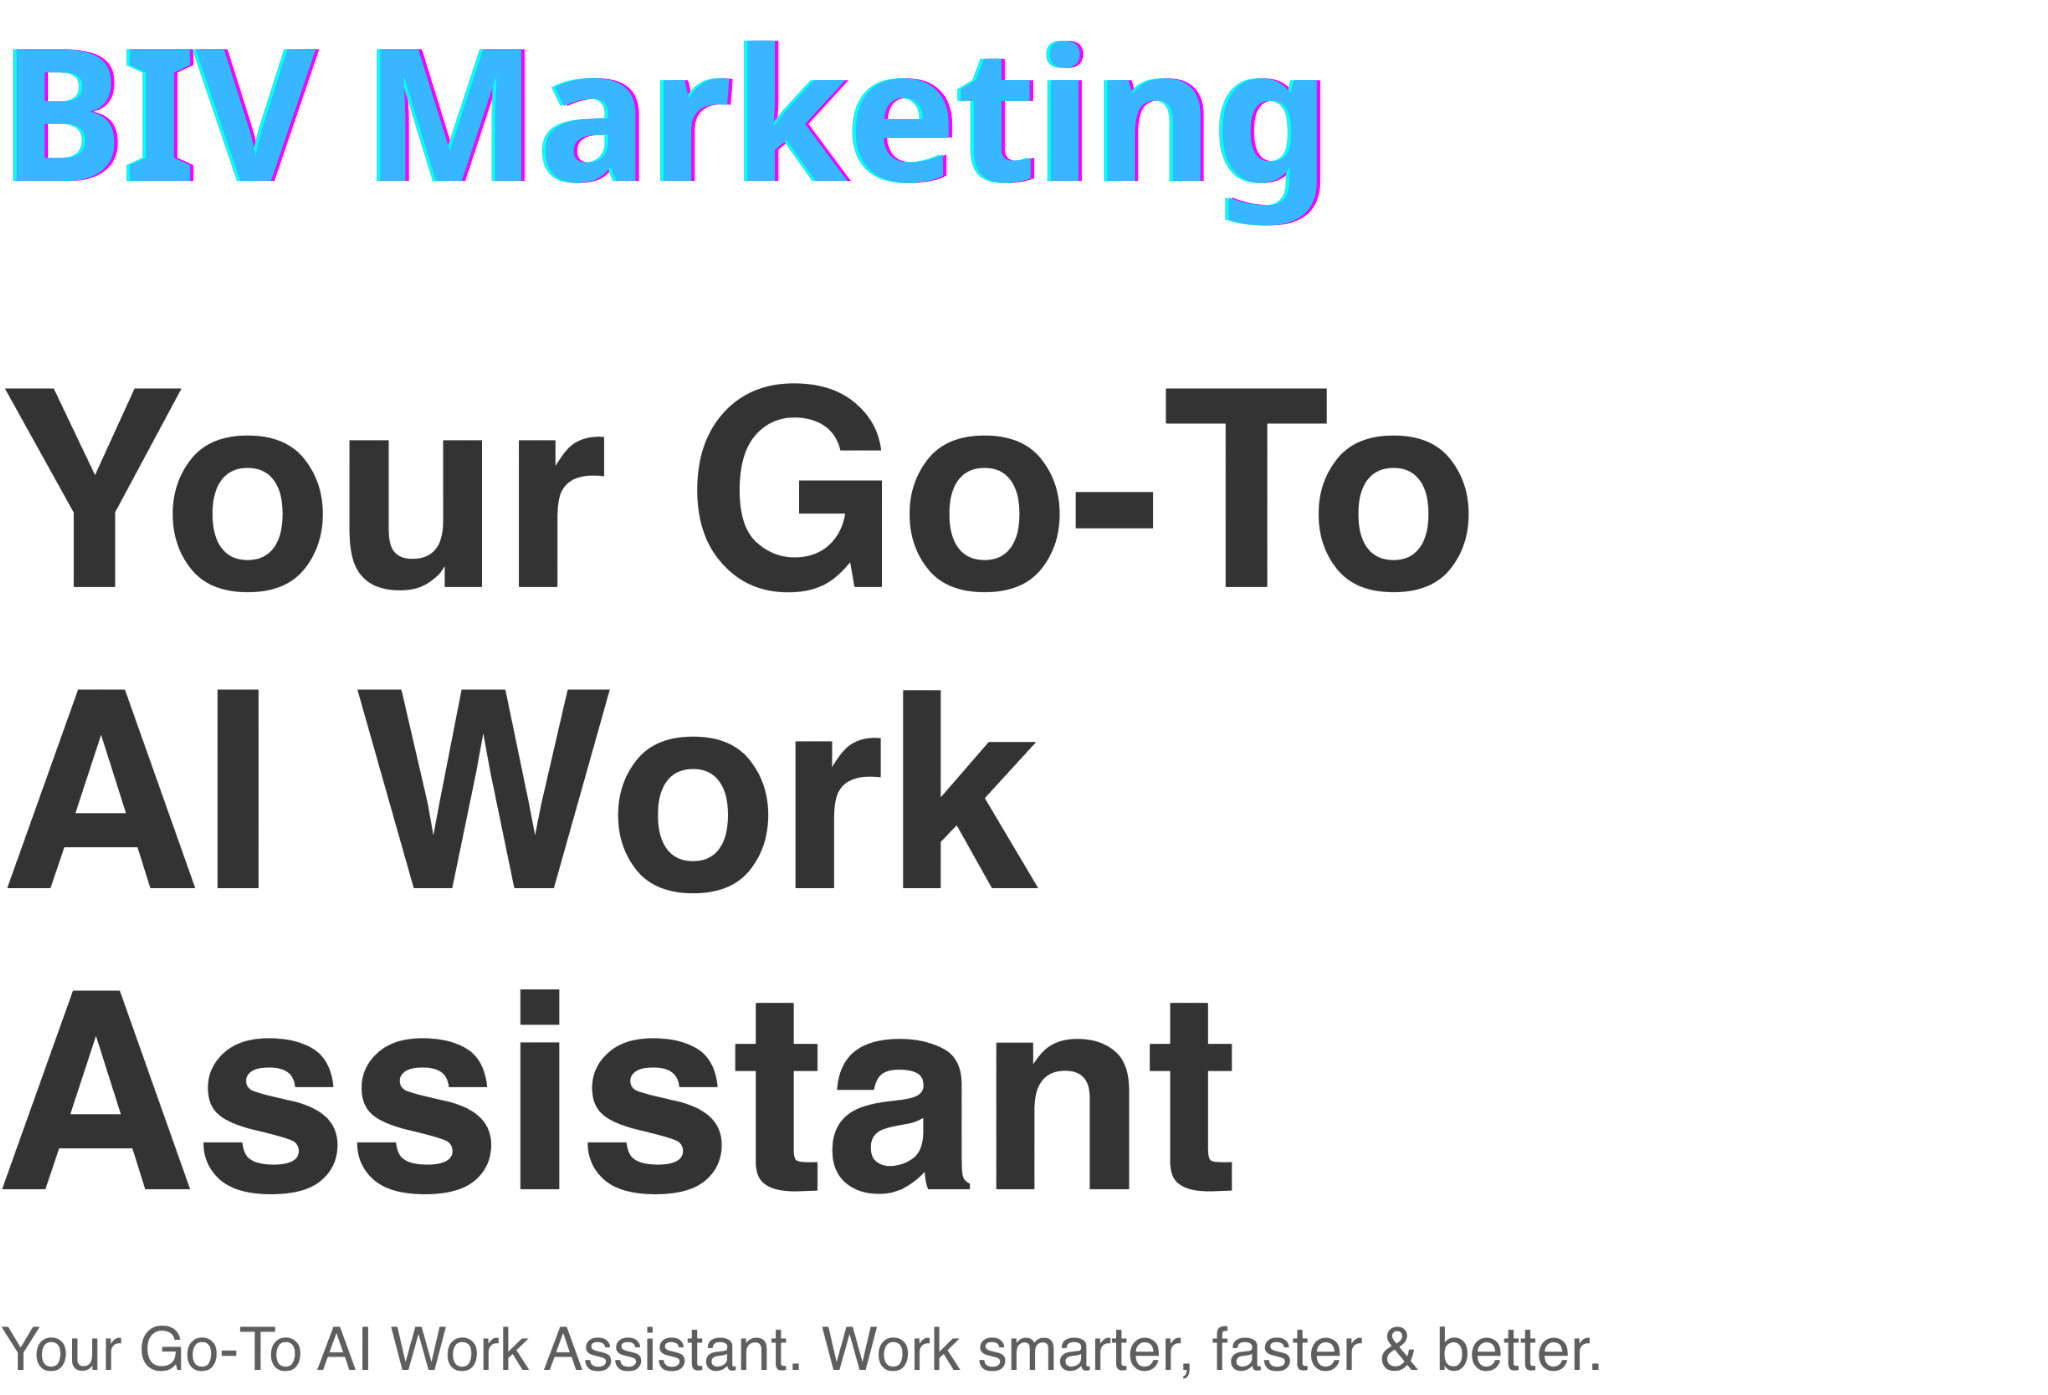 BIV Marketing
Your Go-To
AI Work
Assistant
Your Go-To AI Work Assistant. Work smarter, faster & better.